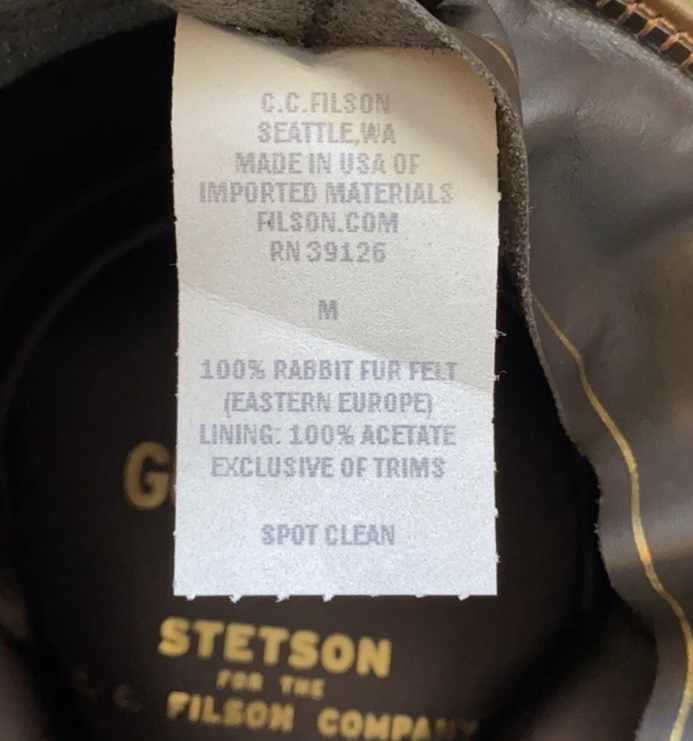 C.C.FILSON
SEATTLE,WA
MADE IN USA OF
IMPORTED MATERIALS
FILSON.COM
RN 39126
M
100% RABBIT FUR FELT
(EASTERN EUROPE)
LINING: 100% ACETATE
EXCLUSIVE OF TRIMS
SPOT CLEAN
STETSON
FOR THE
C. C. FILSON COMPANY